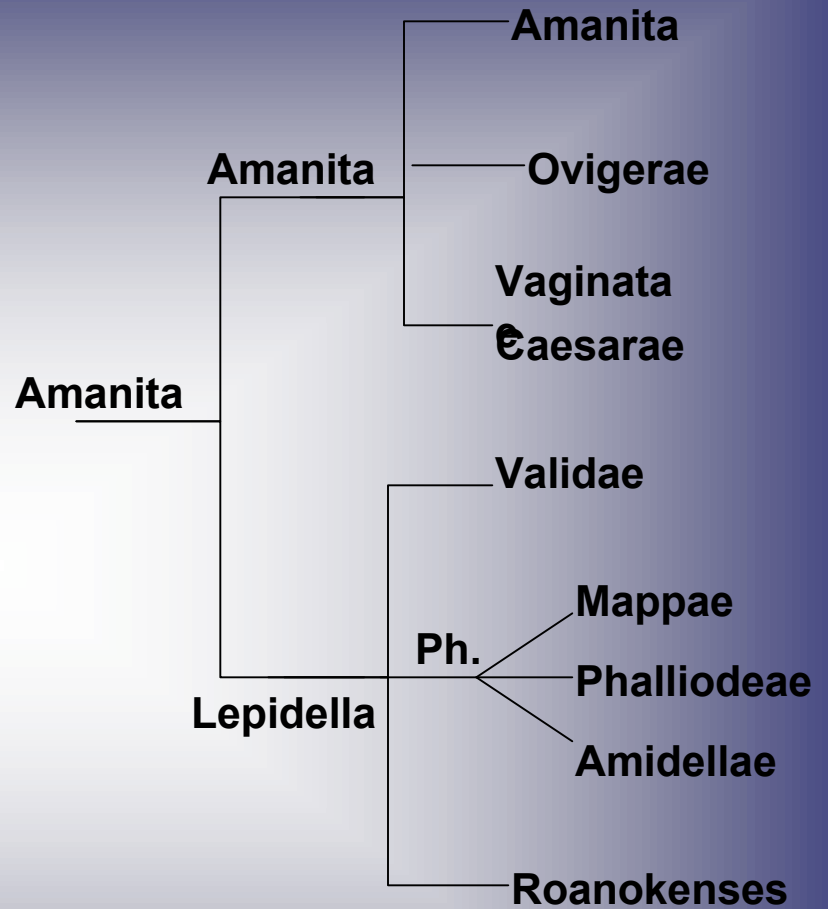 Amanita
Amanita
Ovigerae
Vaginata
e
Caesarae
Amanita
Validae
Mappae
Ph.
Phalliodeae
Lepidella
Amidellae
Roanokenses